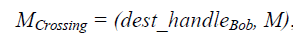 M_Crossing = (dest_handle_Bob, M),